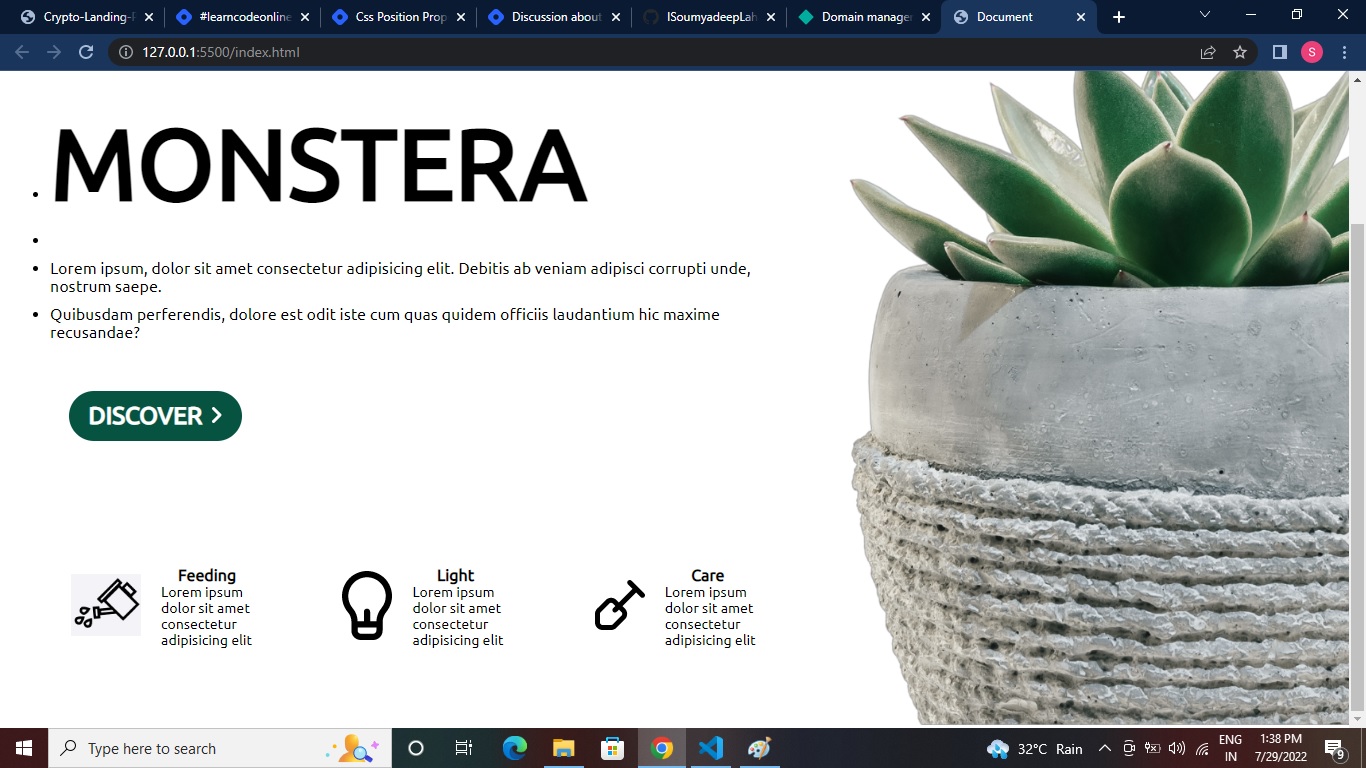 Crypto-Landing-P
#learncodeonline
Css Position Prop
Discussion about
ISoumyadeepLah
Domain manager
Document
127.0.0.1:5500/index.html
S
MONSTERA
Lorem ipsum, dolor sit amet consectetur adipisicing elit. Debitis ab veniam adipisci corrupti unde,
nostrum saepe.
Quibusdam perferendis, dolore est odit iste cum quas quidem officiis laudantium hic maxime
recusandae?
DISCOVER
Feeding
Lorem ipsum
dolor sit amet
consectetur
adipisicing elit
Light
Lorem ipsum
dolor sit amet
consectetur
adipisicing elit
Care
Lorem ipsum
dolor sit amet
consectetur
adipisicing elit
Type here to search
32°C Rain
ENG
IN
1:38 PM
7/29/2022
9